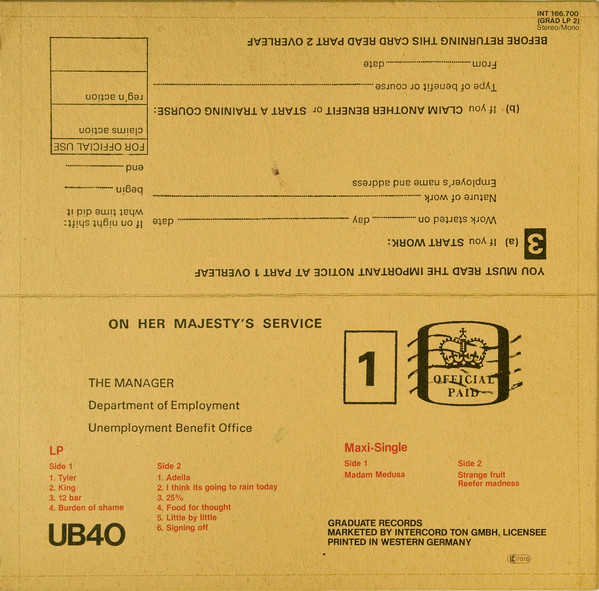 INT 166.700
(GRAD LP 2)
Stereo/Mono
YOU MUST READ THE IMPORTANT NOTICE AT PART 1 OVERLEAF
3 (a) If you START WORK:
Work started on day date
Nature of work
Employer's name and address
If on night shift:
what time did it
begin
end
(b) If you CLAIM ANOTHER BENEFIT or START A TRAINING COURSE:
Type of benefit or course
From date
BEFORE RETURNING THIS CARD READ PART 2 OVERLEAF
FOR OFFICIAL USE
claims action
reg'n action
ON HER MAJESTY'S SERVICE
1
OFFICIAL
PAID
THE MANAGER
Department of Employment
Unemployment Benefit Office
LP
Side 1
1. Tyler
2. King
3. 12 bar
4. Burden of shame
Side 2
1. Adella
2. I think its going to rain today
3. 25%
4. Food for thought
5. Little by little
6. Signing off
Maxi-Single
Side 1
Madam Medusa
Side 2
Strange fruit
Reefer madness
UB40
GRADUATE RECORDS
MARKETED BY INTERCORD TON GMBH, LICENSEE
PRINTED IN WESTERN GERMANY
LC 7016